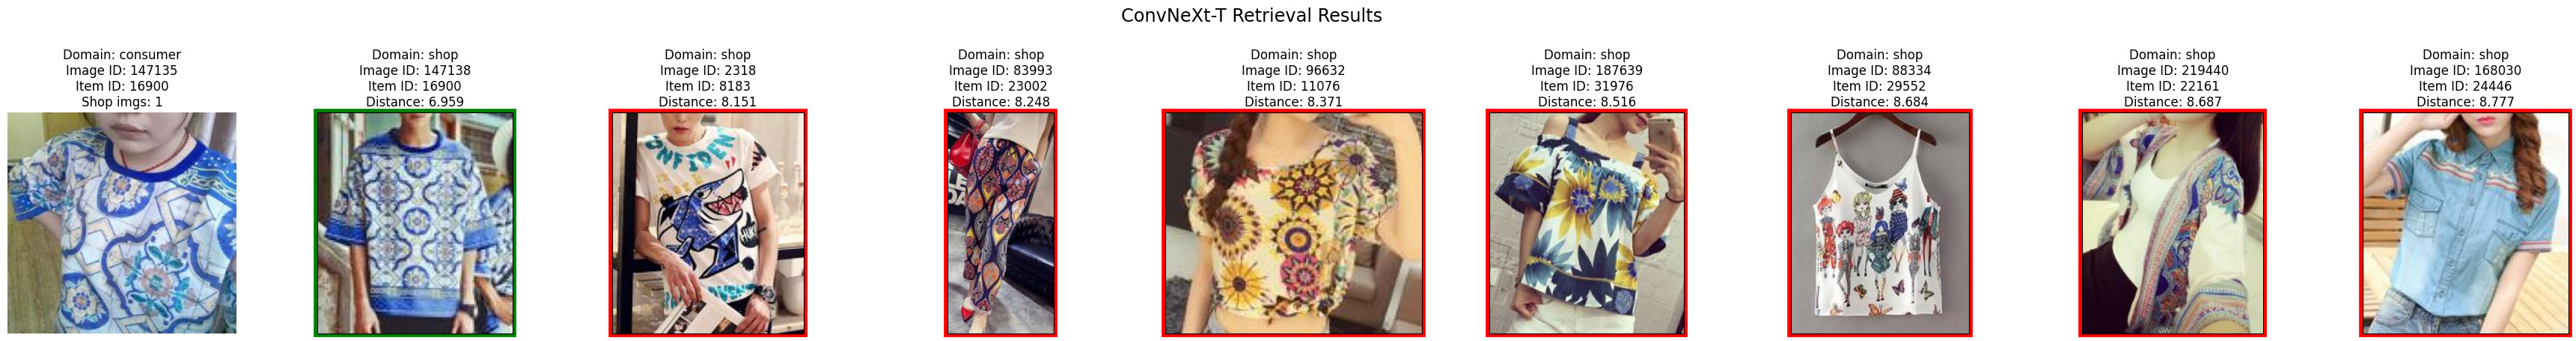 ConvNeXt-T Retrieval Results
Domain: consumer
Image ID: 147135
Item ID: 16900
Shop imgs: 1
Domain: shop
Image ID: 147138
Item ID: 16900
Distance: 6.959
Domain: shop
Image ID: 2318
Item ID: 8183
Distance: 8.151
Domain: shop
Image ID: 83993
Item ID: 23002
Distance: 8.248
Domain: shop
Image ID: 96632
Item ID: 11076
Distance: 8.371
Domain: shop
Image ID: 187639
Item ID: 31976
Distance: 8.516
Domain: shop
Image ID: 88334
Item ID: 29552
Distance: 8.684
Domain: shop
Image ID: 219440
Item ID: 22161
Distance: 8.687
Domain: shop
Image ID: 168030
Item ID: 24446
Distance: 8.777